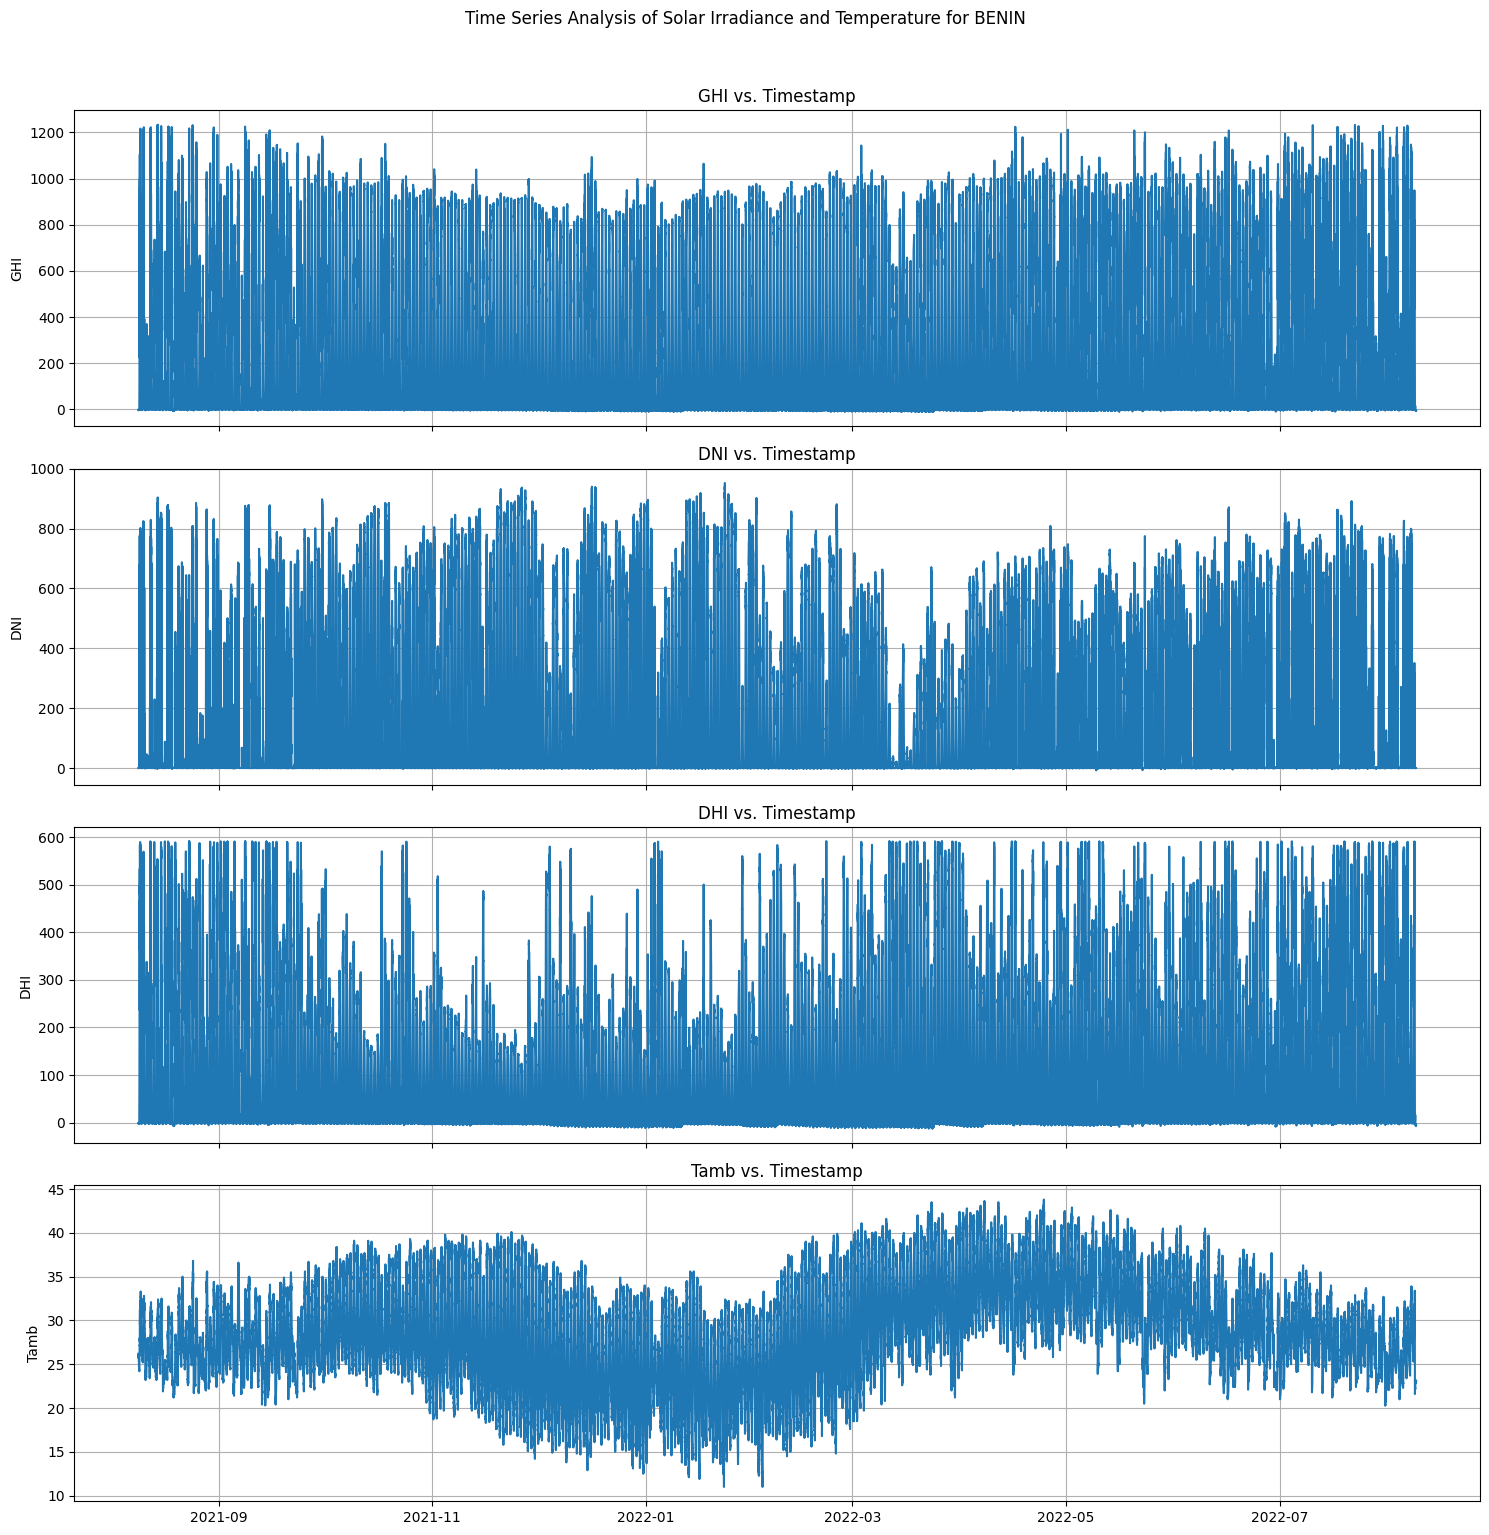 Time Series Analysis of Solar Irradiance and Temperature for BENIN
GHI vs. Timestamp
1200
1000
800
600
400
200
0
GHI
DNI vs. Timestamp
1000
800
600
400
200
0
DNI
DHI vs. Timestamp
600
500
400
300
200
100
0
DHI
Tamb vs. Timestamp
45
40
35
30
25
20
15
10
Tamb
2021-09 2021-11 2022-01 2022-03 2022-05 2022-07